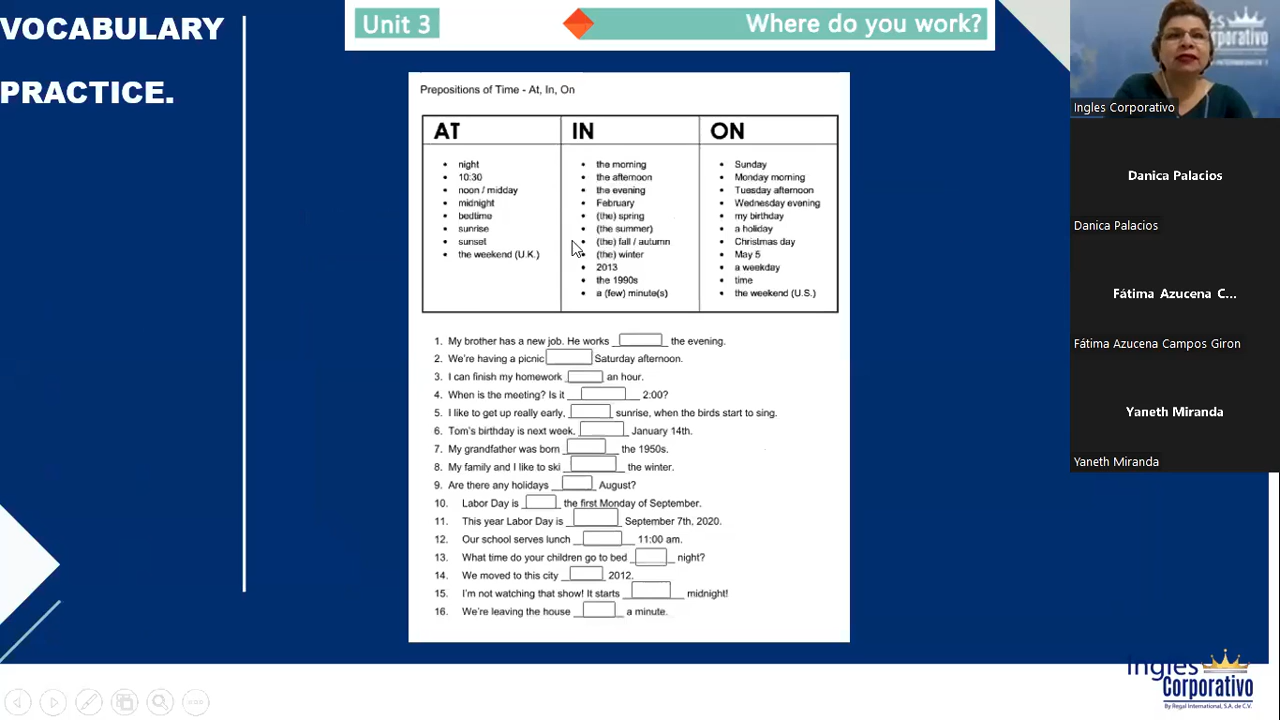 VOCABULARY
PRACTICE.
Unit 3
Where do you work?
Prepositions of Time - At, In, On
AT
night
10:30
noon / midday
midnight
bedtime
sunrise
sunset
the weekend (U.K.)
IN
the morning
the afternoon
the evening
February
(the) spring
(the summer)
(the) fall / autumn
(the) winter
2013
the 1990s
a (few) minute(s)
ON
Sunday
Monday morning
Tuesday afternoon
Wednesday evening
my birthday
a holiday
Christmas day
May 5
a weekday
time
the weekend (U.S.)
1. My brother has a new job. He works the evening.
2. We're having a picnic Saturday afternoon.
3. I can finish my homework an hour.
4. When is the meeting? Is it 2:00?
5. I like to get up really early, sunrise, when the birds start to sing.
6. Tom's birthday is next week, January 14th.
7. My grandfather was born the 1950s.
8. My family and I like to ski the winter.
9. Are there any holidays August?
10. Labor Day is the first Monday of September.
11. This year Labor Day is September 7th, 2020.
12. Our school serves lunch 11:00 am.
13. What time do your children go to bed night?
14. We moved to this city 2012.
15. I'm not watching that show! It starts midnight!
16. We're leaving the house a minute.
Ingles Corporativo
Danica Palacios
Danica Palacios
Fátima Azucena C...
Fátima Azucena Campos Giron
Yaneth Miranda
Yaneth Miranda
Ingles
Corporativo
By Regal International, S.A. de C.V.